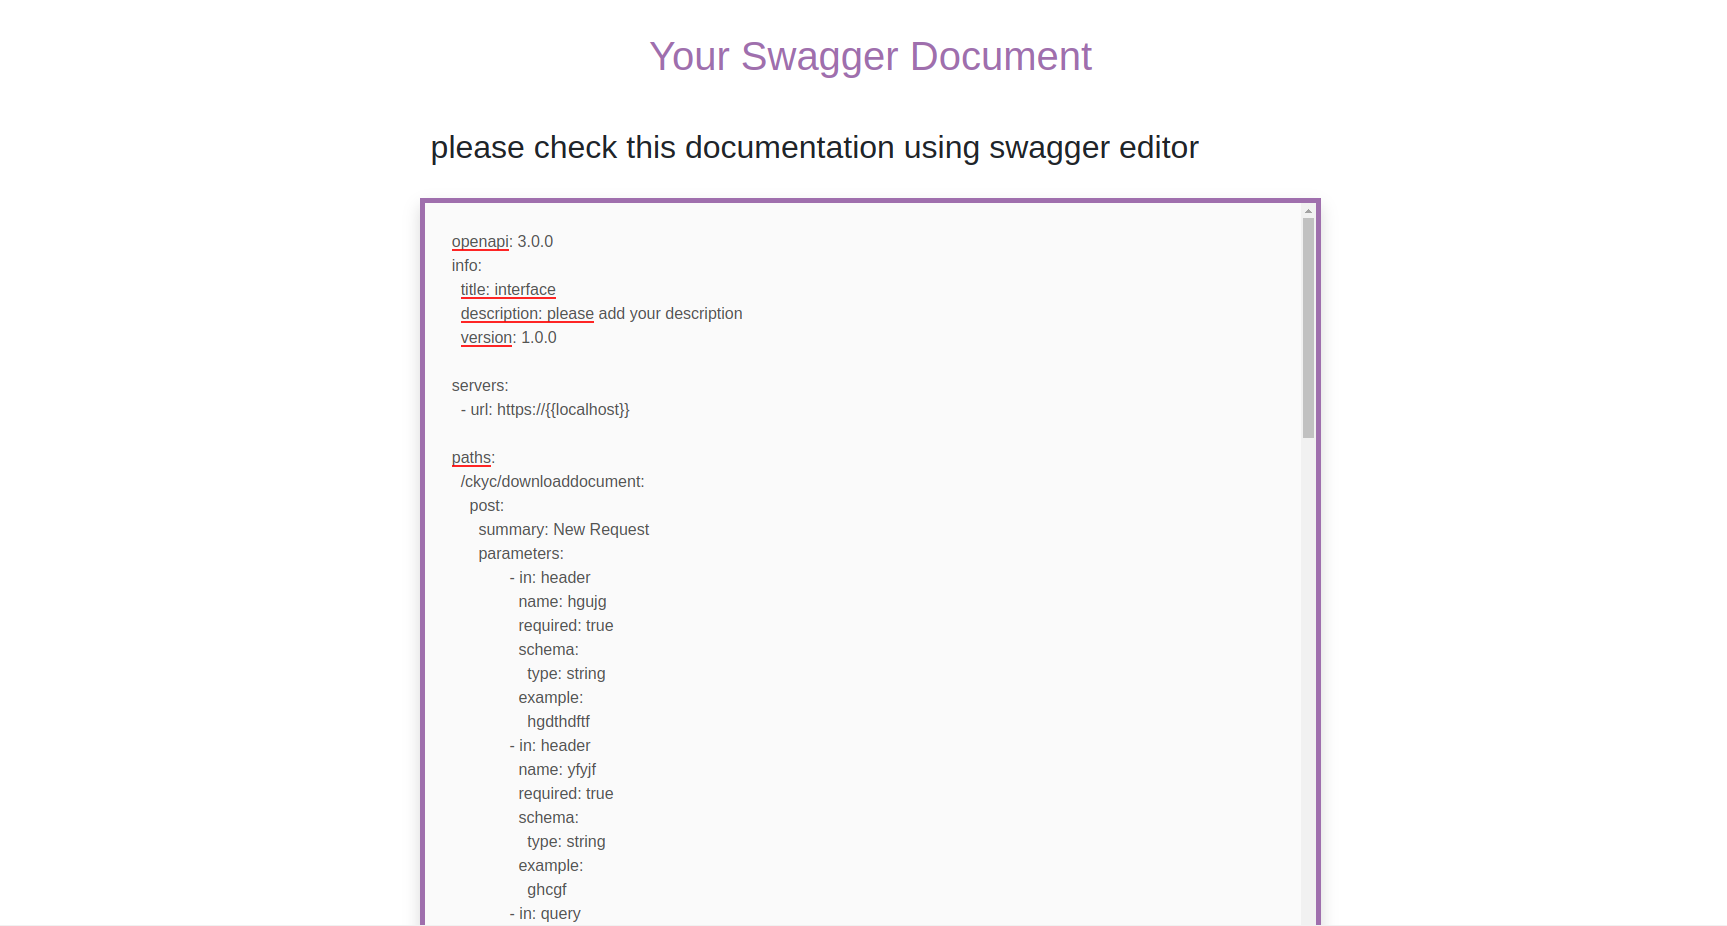 Your Swagger Document
please check this documentation using swagger editor
openapi: 3.0.0
info:
title: interface
description: please add your description
version: 1.0.0
servers:
- url: https://{{localhost}}
paths:
/ckyc/downloaddocument:
post:
summary: New Request
parameters:
- in: header
name: hgujg
required: true
schema:
type: string
example:
hgdthdftf
- in: header
name: yfyjf
required: true
schema:
type: string
example:
ghcgf
- in: query